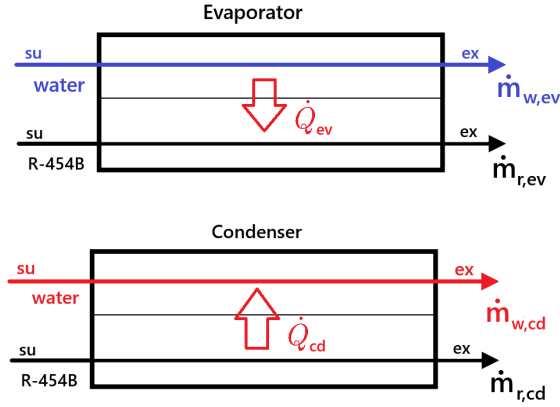 Evaporator
su ex
water ṁw,ev
Q̇ev
su ex
R-454B ṁr,ev
Condenser
su ex
water ṁw,cd
Q̇cd
su ex
R-454B ṁr,cd